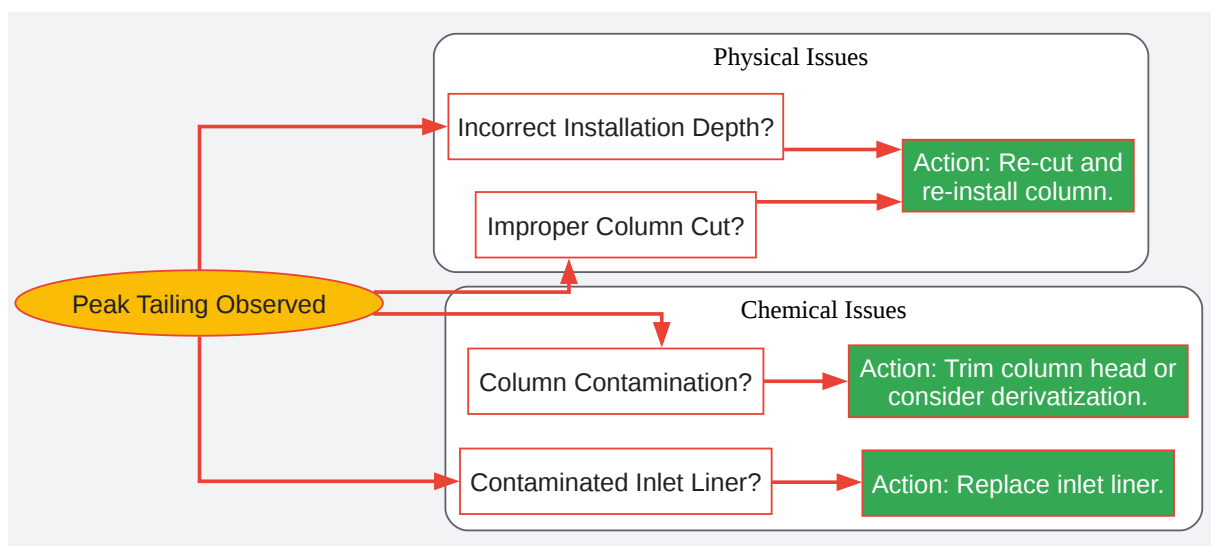 Physical Issues
Incorrect Installation Depth?
Action: Re-cut and
re-install column.
Improper Column Cut?
Peak Tailing Observed
Chemical Issues
Column Contamination?
Action: Trim column head or
consider derivatization.
Contaminated Inlet Liner?
Action: Replace inlet liner.